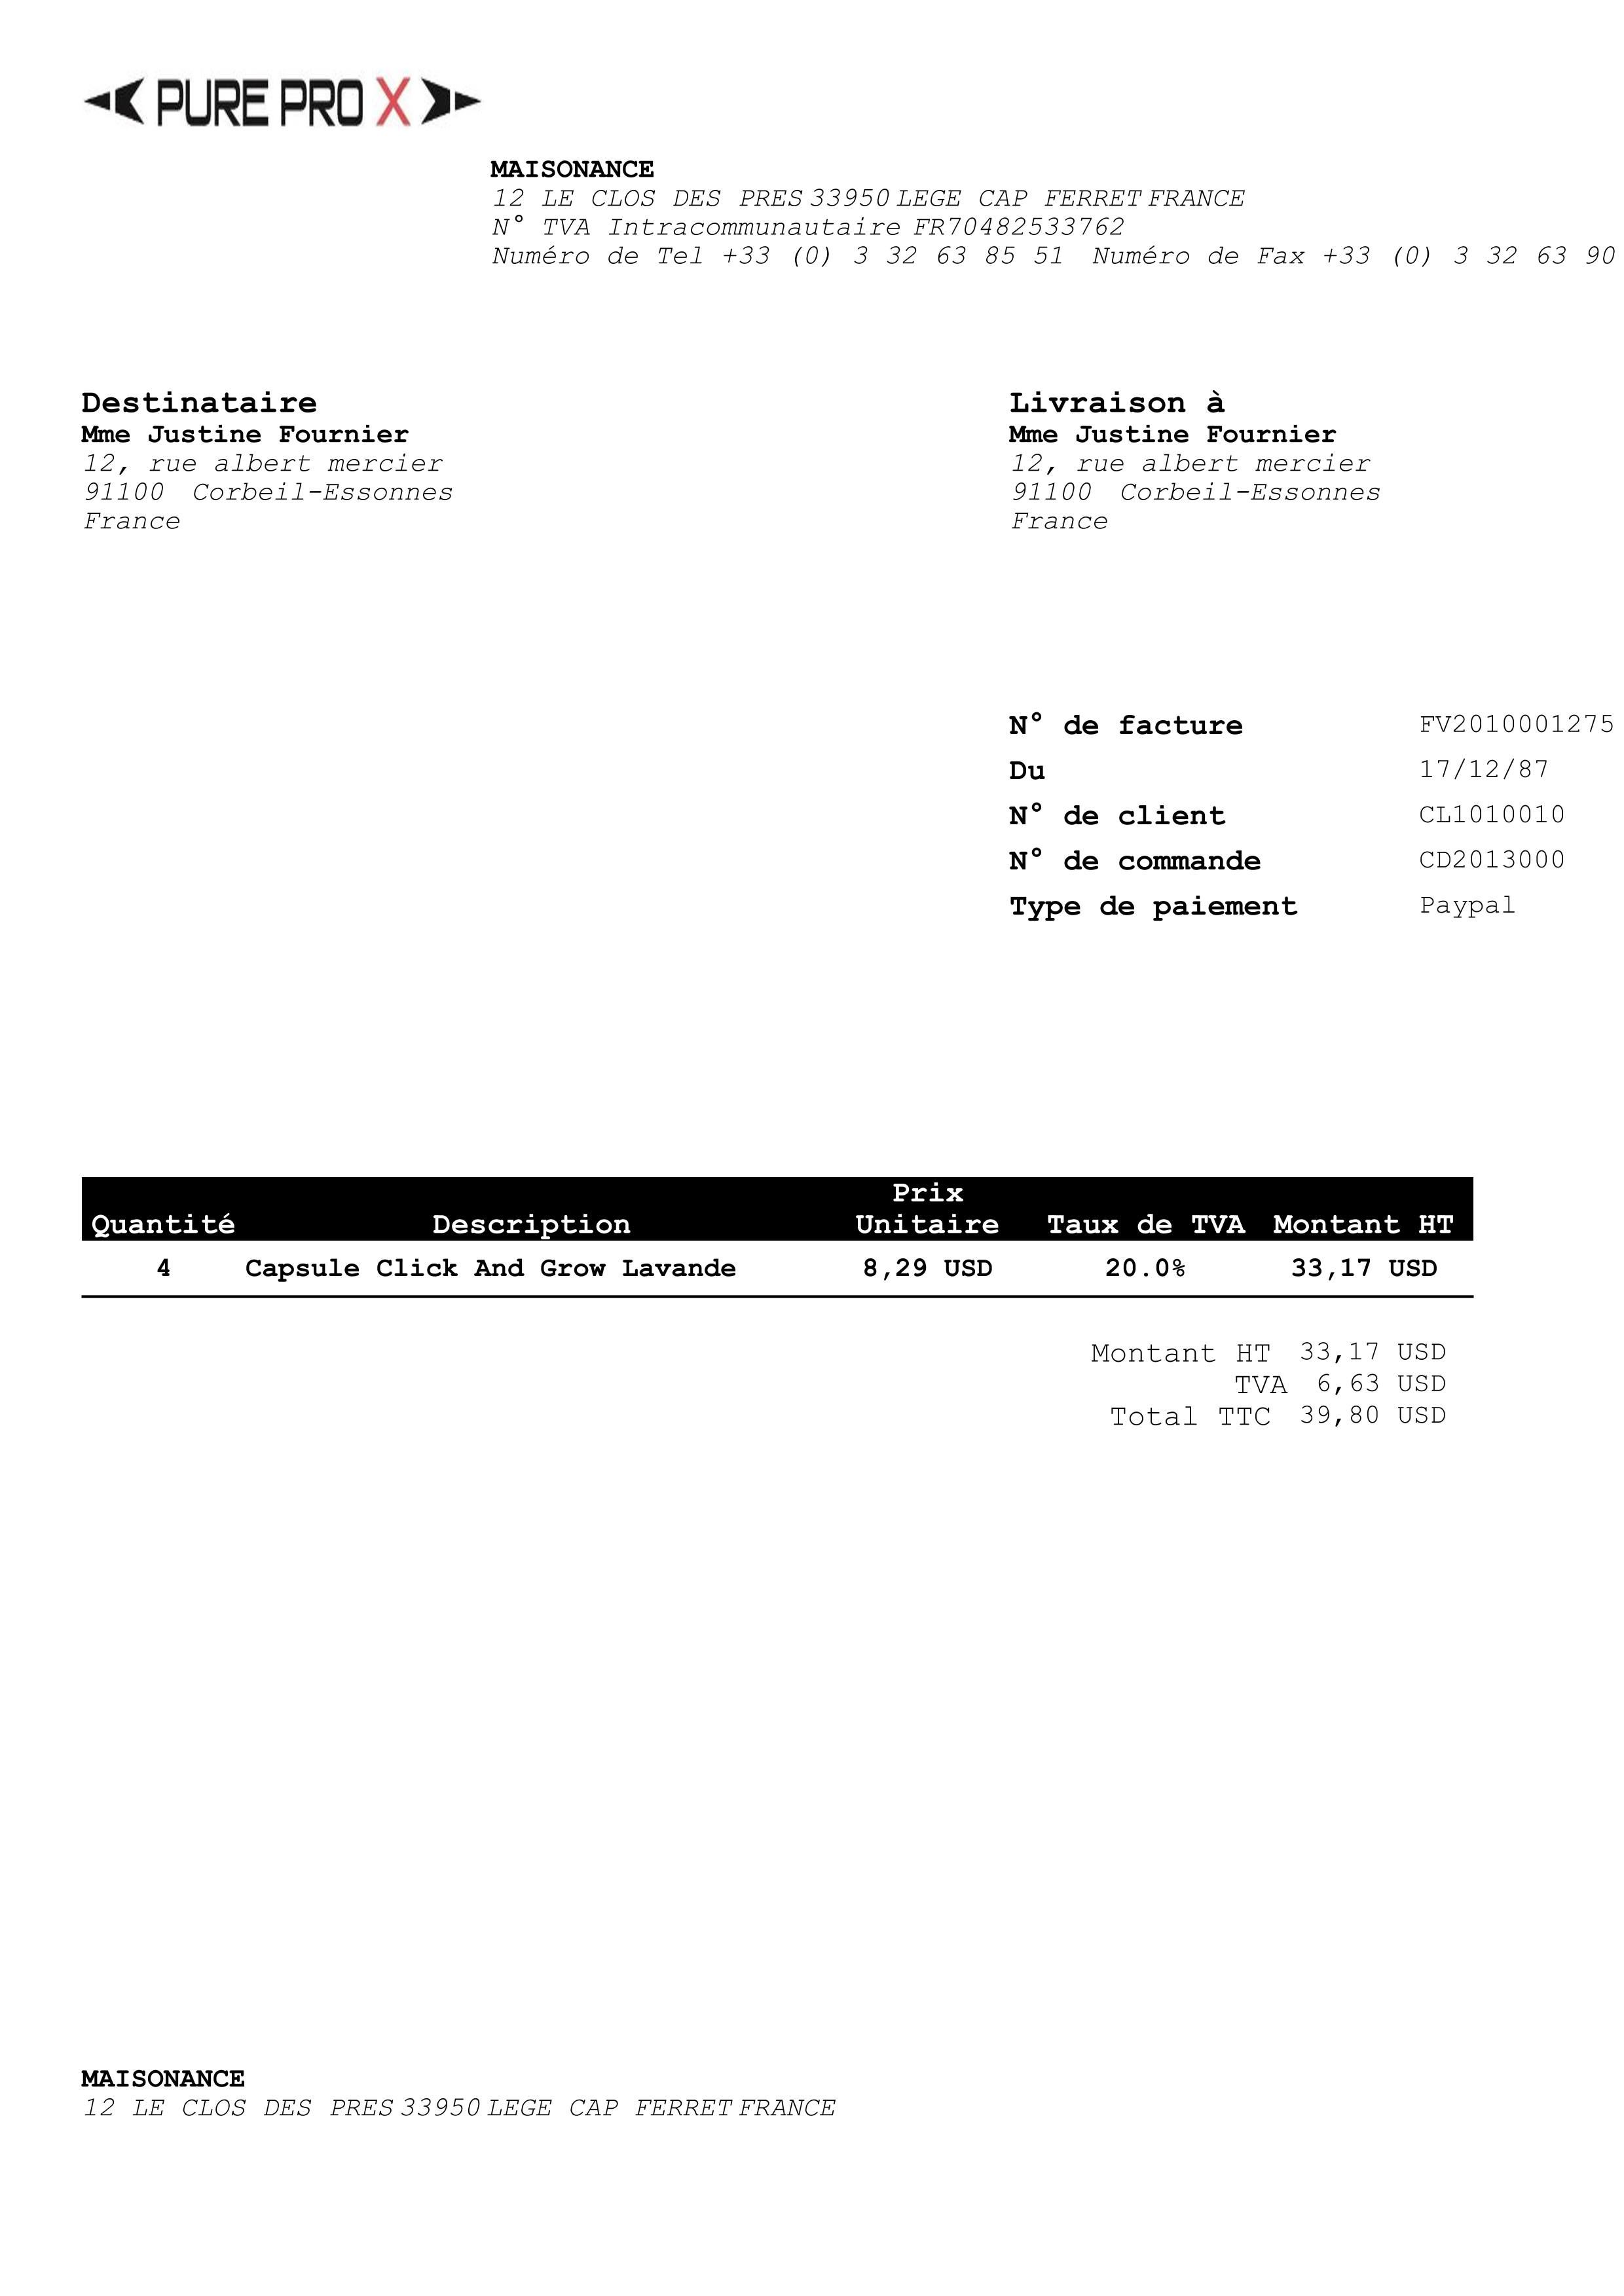 PURE PRO X
MAISONANCE
12 LE CLOS DES PRES 33950 LEGE CAP FERRET FRANCE
N° TVA Intracommunautaire FR70482533762
Numéro de Tel +33 (0) 3 32 63 85 51 Numéro de Fax +33 (0) 3 32 63 90
Destinataire
Mme Justine Fournier
12, rue albert mercier
91100 Corbeil-Essonnes
France
Livraison à
Mme Justine Fournier
12, rue albert mercier
91100 Corbeil-Essonnes
France
N° de facture FV2010001275
Du 17/12/87
N° de client CL1010010
N° de commande CD2013000
Type de paiement Paypal
Quantité Description Prix Unitaire Taux de TVA Montant HT
4 Capsule Click And Grow Lavande 8,29 USD 20.0% 33,17 USD
Montant HT 33,17 USD
TVA 6,63 USD
Total TTC 39,80 USD
MAISONANCE
12 LE CLOS DES PRES 33950 LEGE CAP FERRET FRANCE